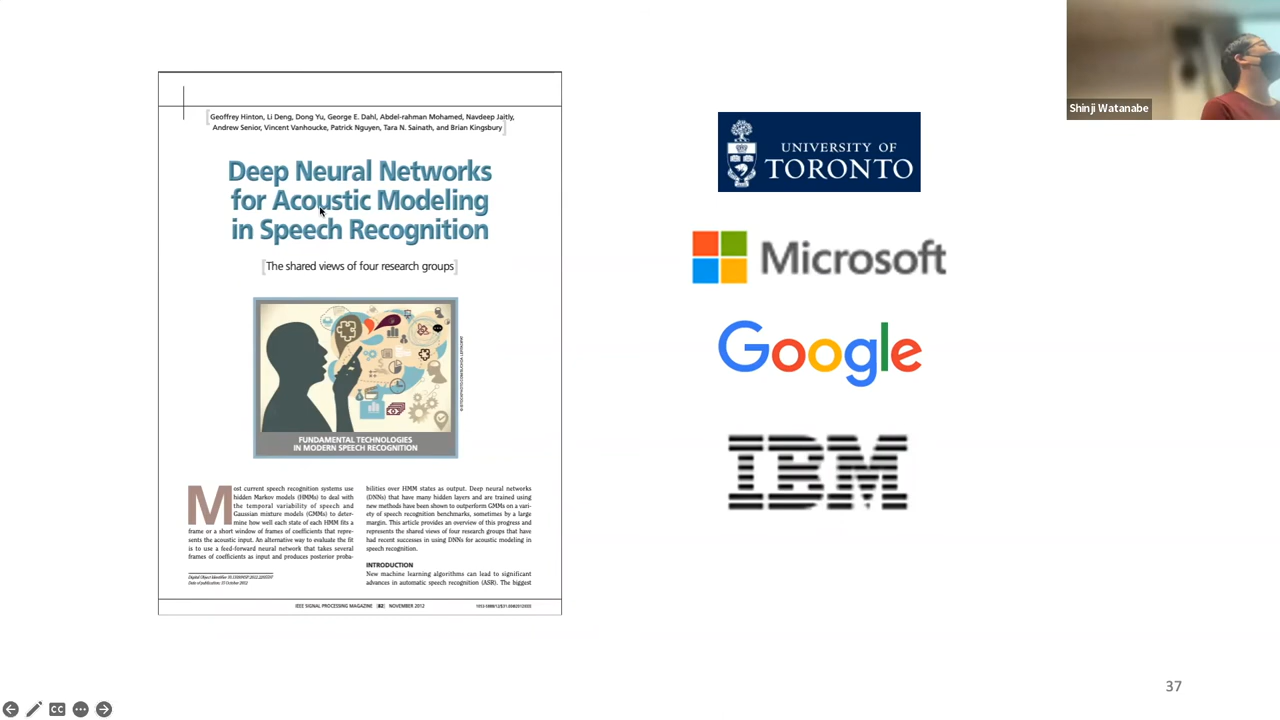 Geoffrey Hinton, Li Deng, Dong Yu, George E. Dahl, Abdel-rahman Mohamed, Navdeep Jaitly,
Andrew Senior, Vincent Vanhoucke, Patrick Nguyen, Tara N. Sainath, and Brian Kingsbury
Deep Neural Networks
for Acoustic Modeling
in Speech Recognition
[The shared views of four research groups]
FUNDAMENTAL TECHNOLOGIES
IN MODERN SPEECH RECOGNITION
Most current speech recognition systems use
hidden Markov models (HMMs) to deal with
the temporal variability of speech and
Gaussian mixture models (GMMs) to deter-
mine how well each state of each HMM fits a
frame or a short window of frames of coefficients that repre-
sents the acoustic input. An alternative way to evaluate the fit
is to use a feed-forward neural network that takes several
frames of coefficients as input and produces posterior proba-
bilities over HMM states as output. Deep neural networks
(DNNs) that have many hidden layers and are trained using
new methods have been shown to outperform GMMs on a vari-
ety of speech recognition benchmarks, sometimes by a large
margin. This article provides an overview of this progress and
represents the shared views of four research groups that have
had recent successes in using DNNs for acoustic modeling in
speech recognition.
INTRODUCTION
New machine learning algorithms can lead to significant
advances in automatic speech recognition (ASR). The biggest
Digital Object Identifier
Date of publication: 15 October 2012
IEEE SIGNAL PROCESSING MAGAZINE [82] NOVEMBER 2012
UNIVERSITY OF
TORONTO
Microsoft
Google
IBM
Shinji Watanabe
37
CC